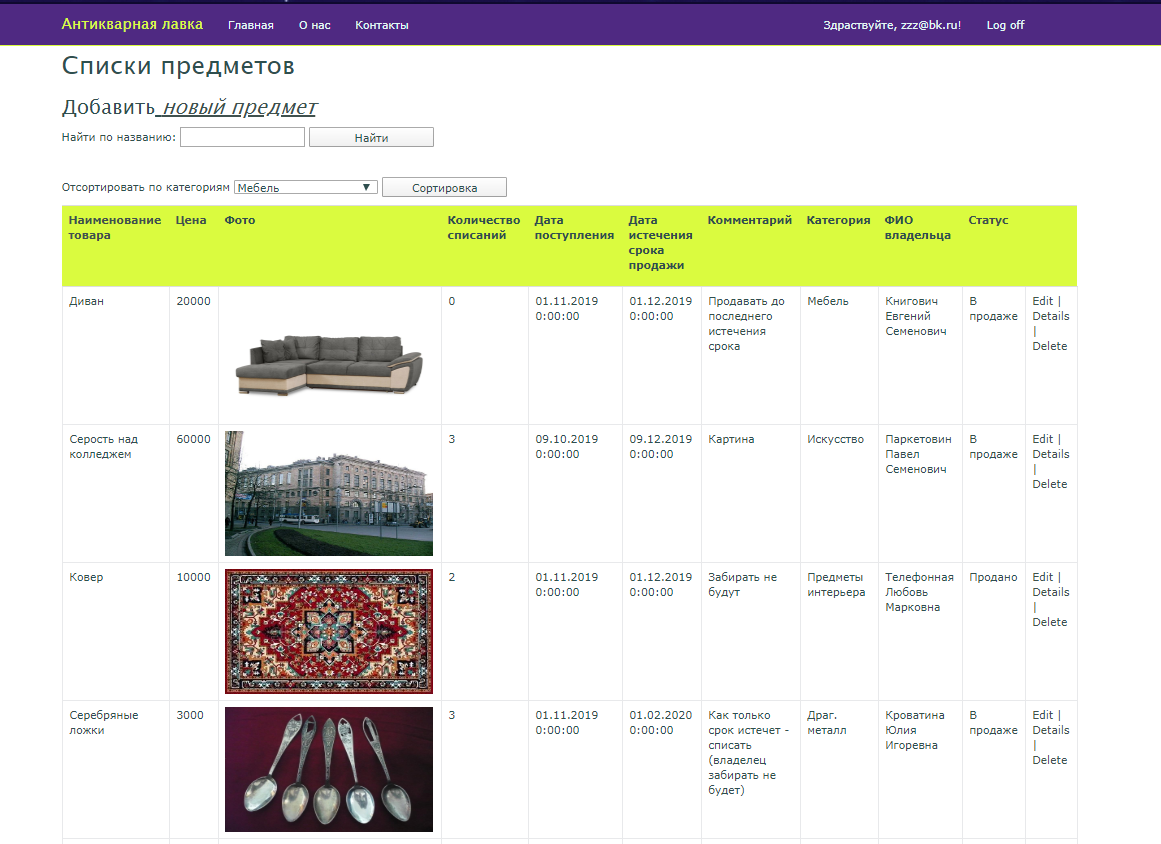 Антикварная лавка Главная О нас Контакты Здраствуйте, zzz@bk.ru! Log off
Списки предметов
Добавить новый предмет
Найти по названию: Найти
Отсортировать по категориям Мебель Сортировка
Наименование товара Цена Фото Количество списаний Дата поступления Дата истечения срока продажи Комментарий Категория ФИО владельца Статус
Диван 20000 0 01.11.2019 0:00:00 01.12.2019 0:00:00 Продавать до последнего истечения срока Мебель Книгович Евгений Семенович В продаже Edit | Details | Delete
Серость над колледжем 60000 3 09.10.2019 0:00:00 09.12.2019 0:00:00 Картина Искусство Паркетовин Павел Семенович В продаже Edit | Details | Delete
Ковер 10000 2 01.11.2019 0:00:00 01.12.2019 0:00:00 Забирать не будут Предметы интерьера Телефонная Любовь Марковна Продано Edit | Details | Delete
Серебряные ложки 3000 3 01.11.2019 0:00:00 01.02.2020 0:00:00 Как только срок истечет - списать (владелец забирать не будет) Драг. металл Кроватина Юлия Игоревна В продаже Edit | Details | Delete